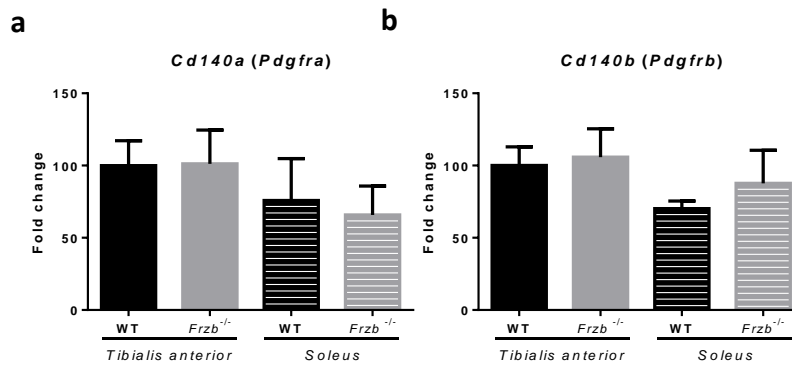 a
Cd140a (Pdgfra)
150
100
50
0
Fold change
WT Frzb-/- WT Frzb-/-
Tibialis anterior Soleus
b
Cd140b (Pdgfrb)
150
100
50
0
Fold change
WT Frzb-/- WT Frzb-/-
Tibialis anterior Soleus